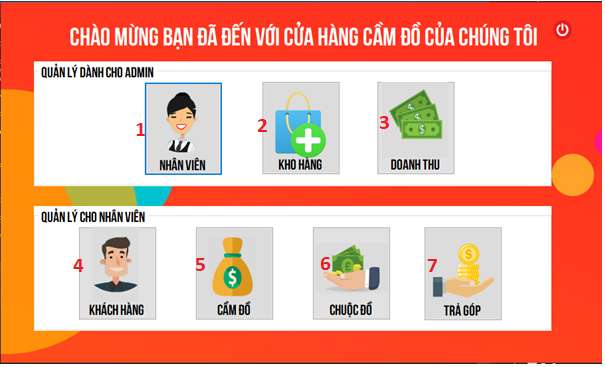 CHÀO MỪNG BẠN ĐÃ ĐẾN VỚI CỬA HÀNG CẦM ĐỒ CỦA CHÚNG TÔI
QUẢN LÝ DÀNH CHO ADMIN
1
2
3
NHÂN VIÊN
KHO HÀNG
DOANH THU
QUẢN LÝ CHO NHÂN VIÊN
4
5
6
7
KHÁCH HÀNG
CẦM ĐỒ
CHUỘC ĐỒ
TRẢ GÓP